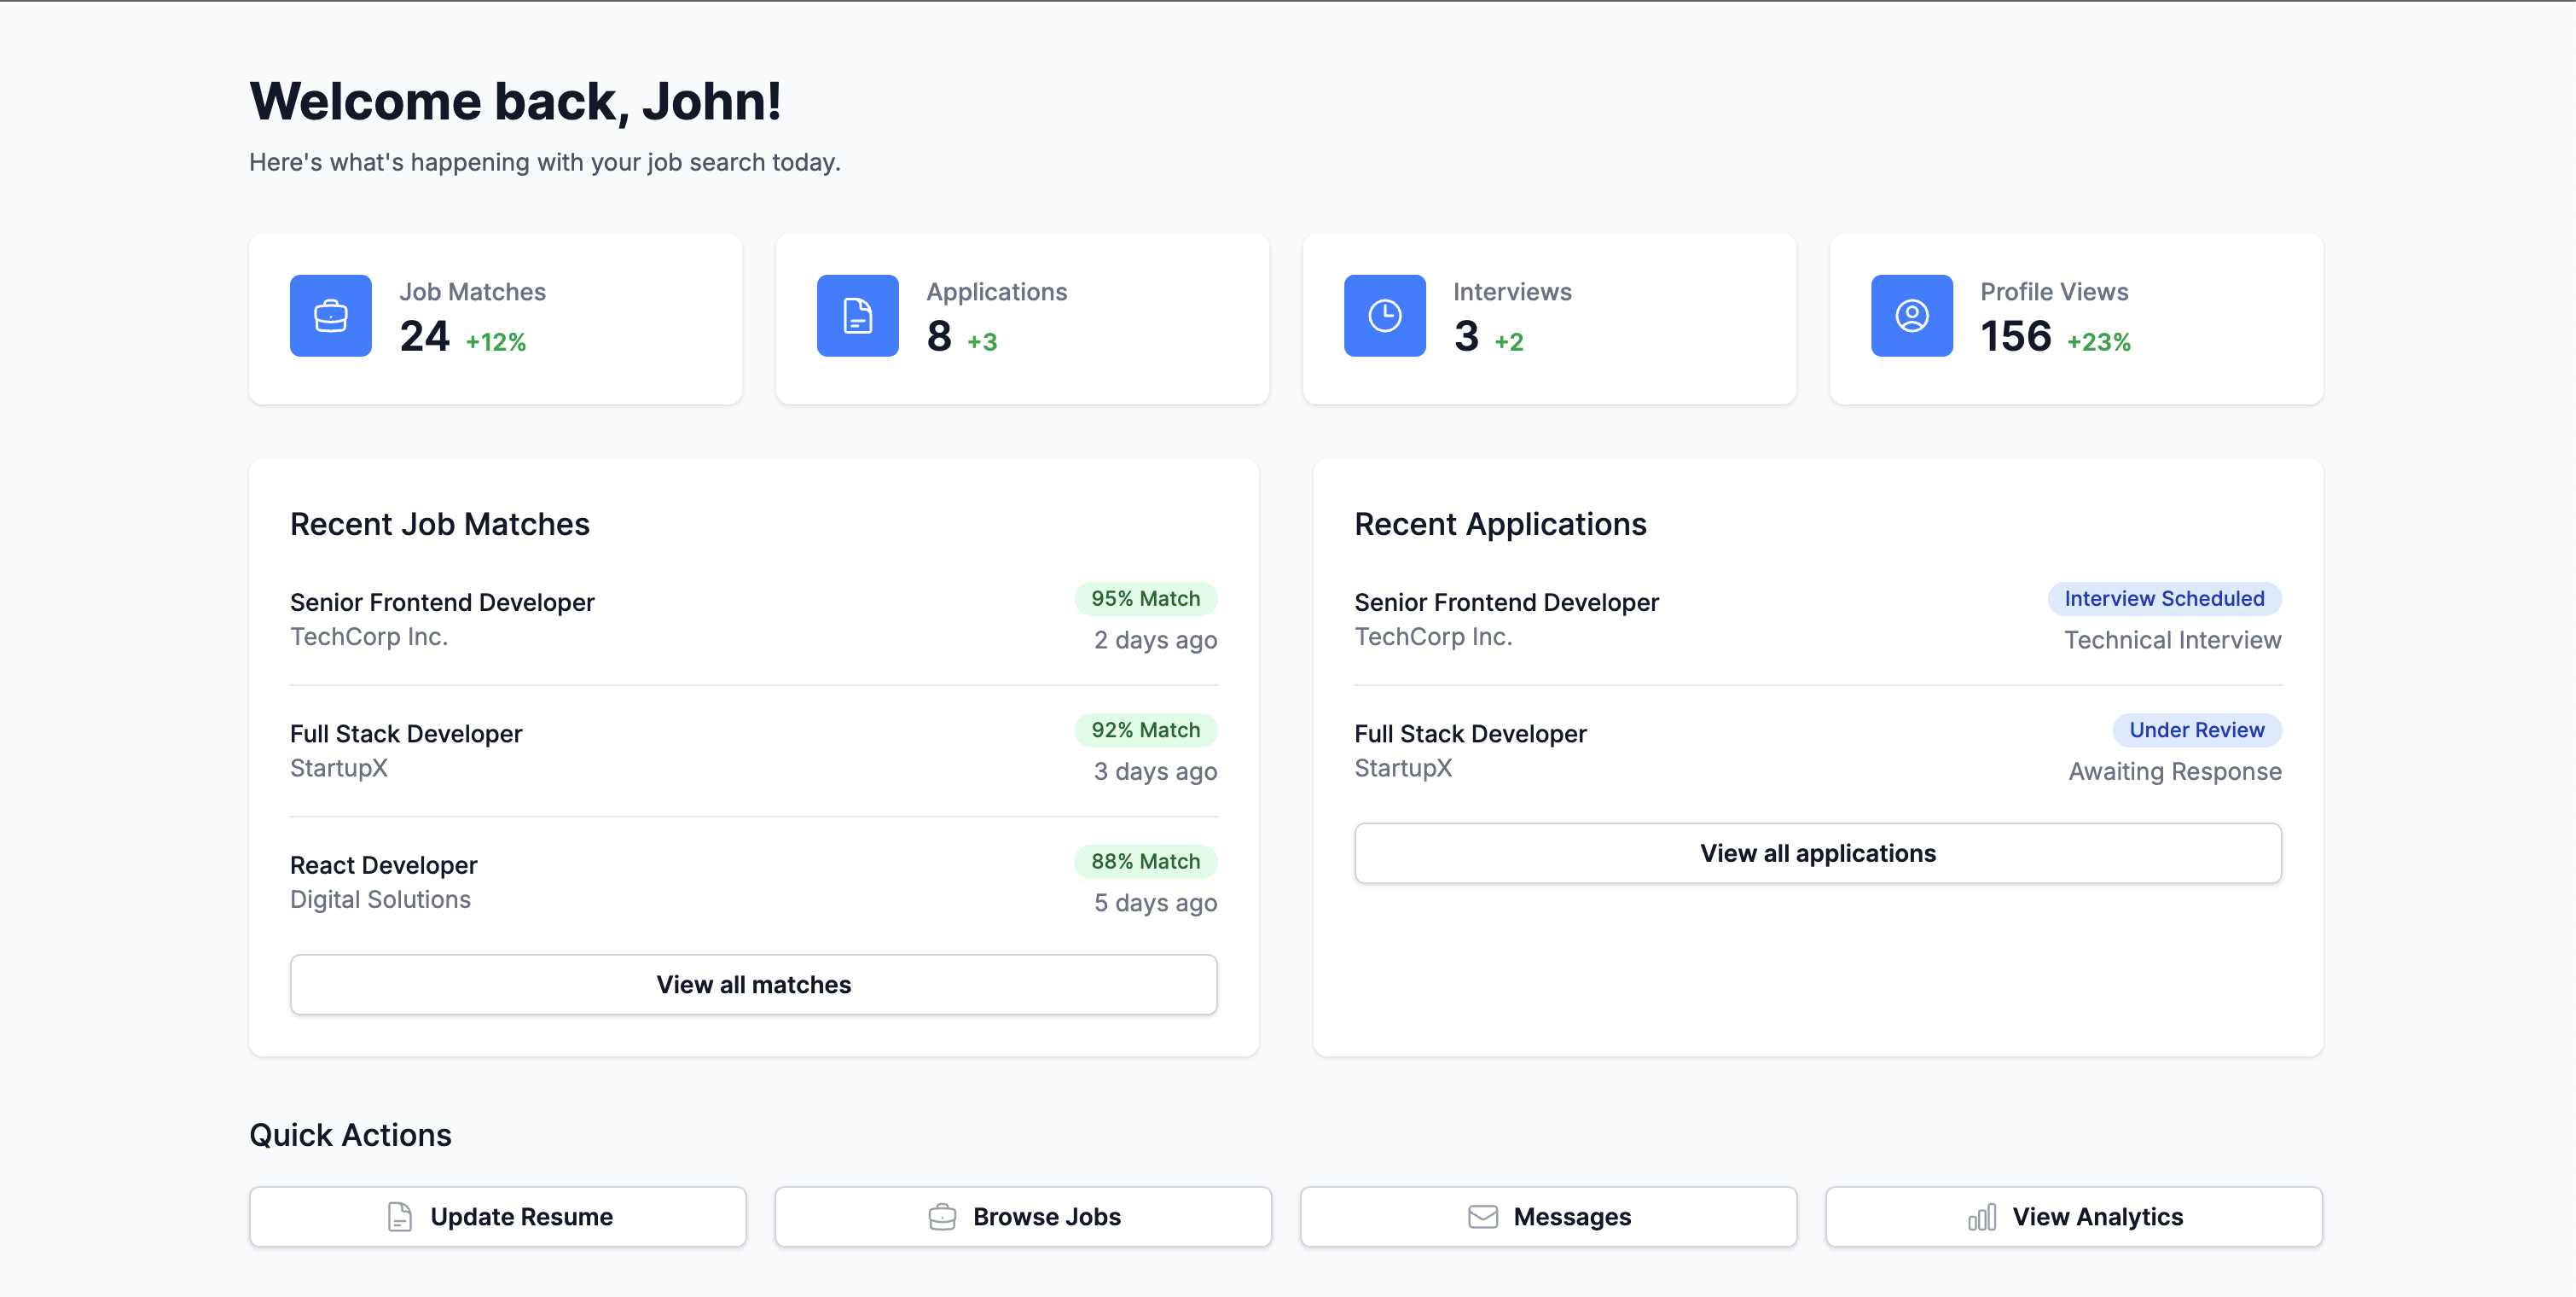 Welcome back, John!
Here's what's happening with your job search today.
Job Matches
24 +12%
Applications
8 +3
Interviews
3 +2
Profile Views
156 +23%
Recent Job Matches
Senior Frontend Developer
TechCorp Inc.
95% Match
2 days ago
Full Stack Developer
StartupX
92% Match
3 days ago
React Developer
Digital Solutions
88% Match
5 days ago
View all matches
Recent Applications
Senior Frontend Developer
TechCorp Inc.
Interview Scheduled
Technical Interview
Full Stack Developer
StartupX
Under Review
Awaiting Response
View all applications
Quick Actions
Update Resume
Browse Jobs
Messages
View Analytics